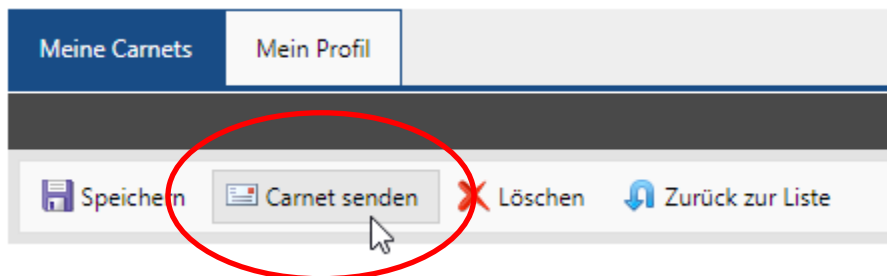 Meine Carnets Mein Profil
Speichern Carnet senden Löschen Zurück zur Liste